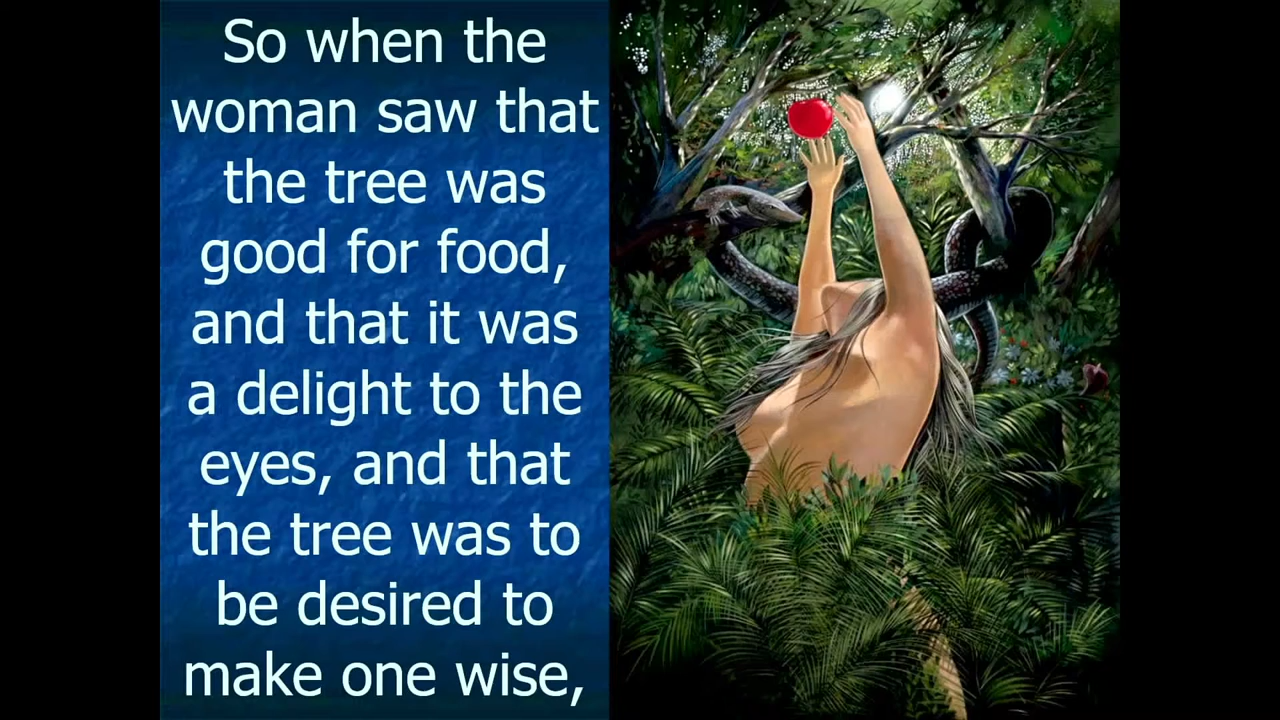 So when the
woman saw that
the tree was
good for food,
and that it was
a delight to the
eyes, and that
the tree was to
be desired to
make one wise,